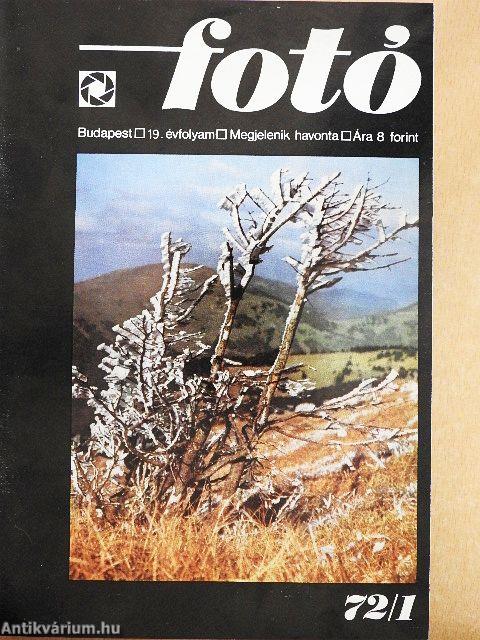 fotó
Budapest □ 19. évfolyam □ Megjelenik havonta □ Ára 8 forint
72/1
Antikvárium.hu